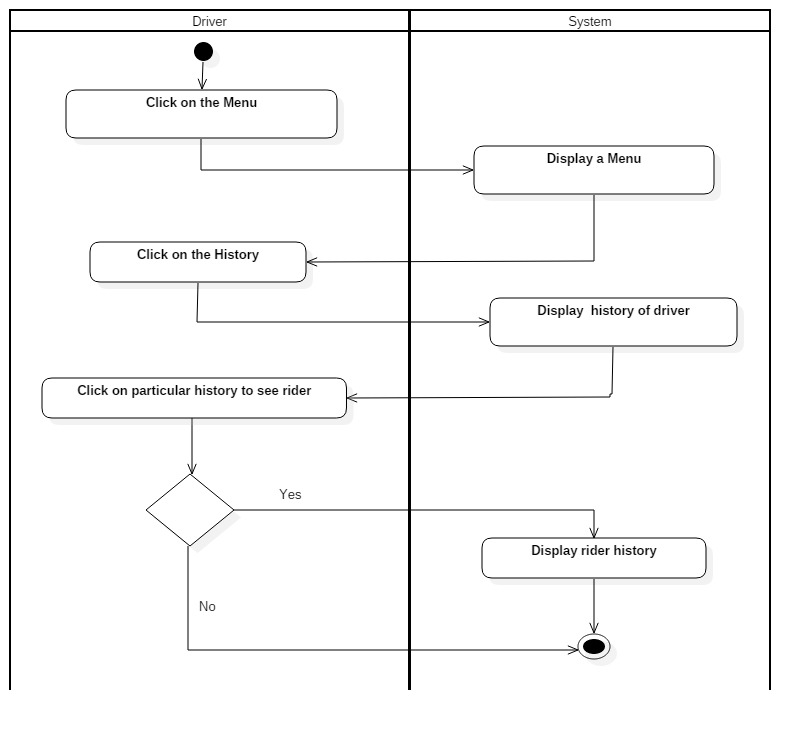 Driver
System
Click on the Menu
Display a Menu
Click on the History
Display  history of driver
Click on particular history to see rider
Yes
Display rider history
No